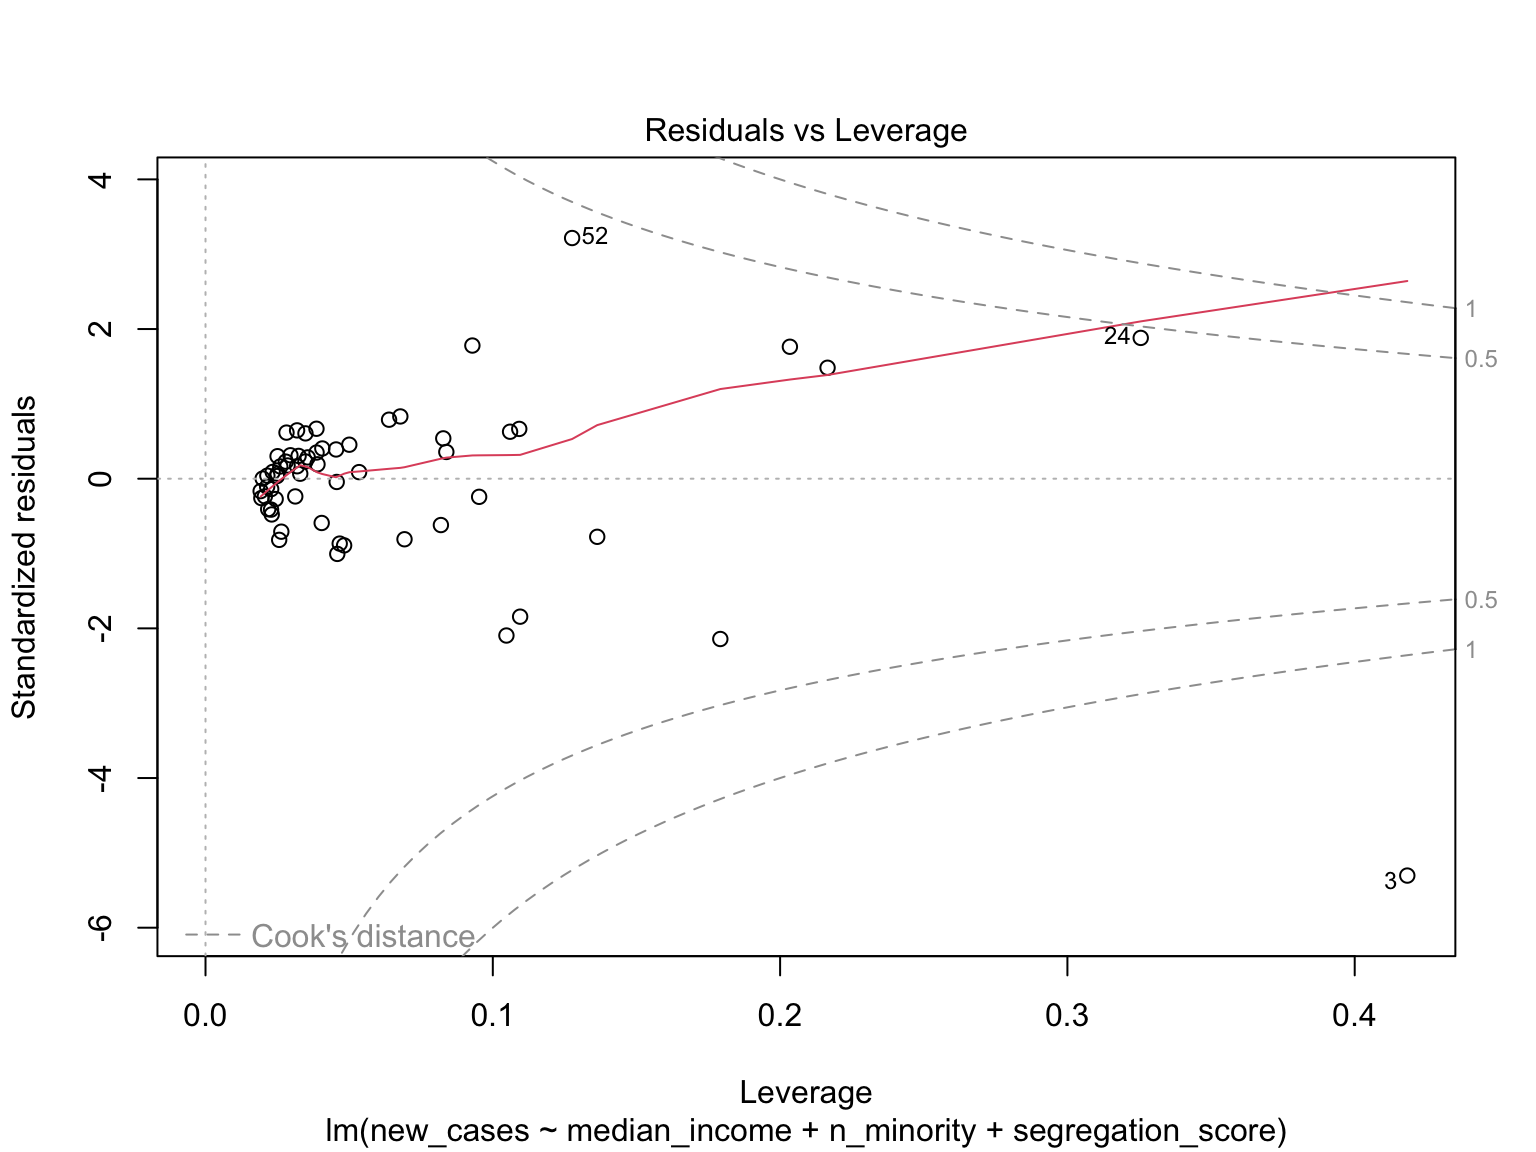 Residuals vs Leverage
Standardized residuals
4
2
0
-2
-4
-6
52
24
3
1
0.5
0.5
1
Cook's distance
0.0 0.1 0.2 0.3 0.4
Leverage
lm(new_cases ~ median_income + n_minority + segregation_score)